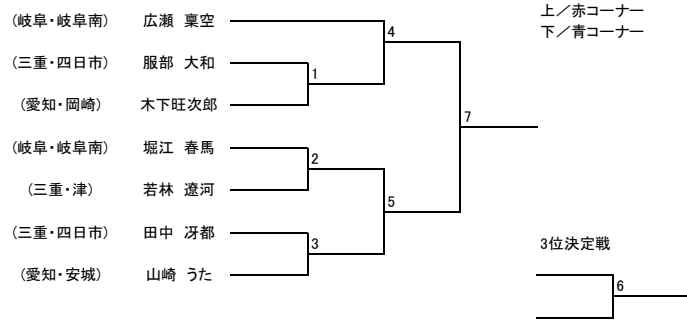 上／赤コーナー
下／青コーナー
(岐阜・岐阜南) 広瀬 稟空
4
(三重・四日市) 服部 大和
1
(愛知・岡崎) 木下旺次郎
7
(岐阜・岐阜南) 堀江 春馬
2
(三重・津) 若林 遼河
5
(三重・四日市) 田中 冴都
3
3位決定戦
(愛知・安城) 山崎 うた
6